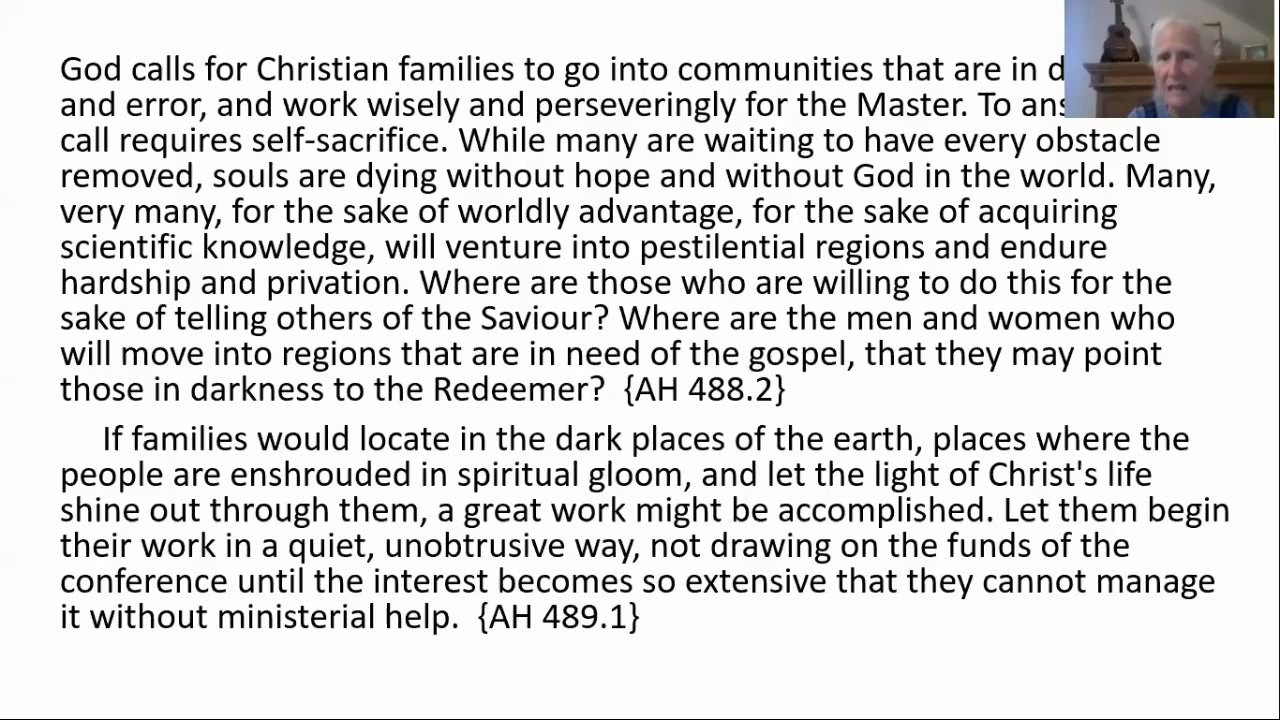 God calls for Christian families to go into communities that are in
and error, and work wisely and perseveringly for the Master. To
call requires self-sacrifice. While many are waiting to have every obstacle
removed, souls are dying without hope and without God in the world. Many,
very many, for the sake of worldly advantage, for the sake of acquiring
scientific knowledge, will venture into pestilential regions and endure
hardship and privation. Where are those who are willing to do this for the
sake of telling others of the Saviour? Where are the men and women who
will move into regions that are in need of the gospel, that they may point
those in darkness to the Redeemer? {AH 488.2}
If families would locate in the dark places of the earth, places where the
people are enshrouded in spiritual gloom, and let the light of Christ's life
shine out through them, a great work might be accomplished. Let them begin
their work in a quiet, unobtrusive way, not drawing on the funds of the
conference until the interest becomes so extensive that they cannot manage
it without ministerial help. {AH 489.1}